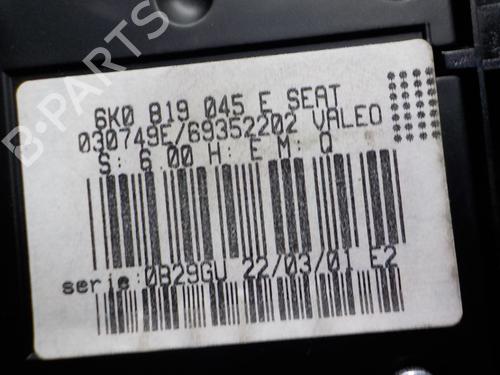 6K0 819 045 E SEAT
030749E/69352202 VALEO
S: 6.00 H: E M: Q
serie:0B29GU 22/03/01 E2
B-PARTS